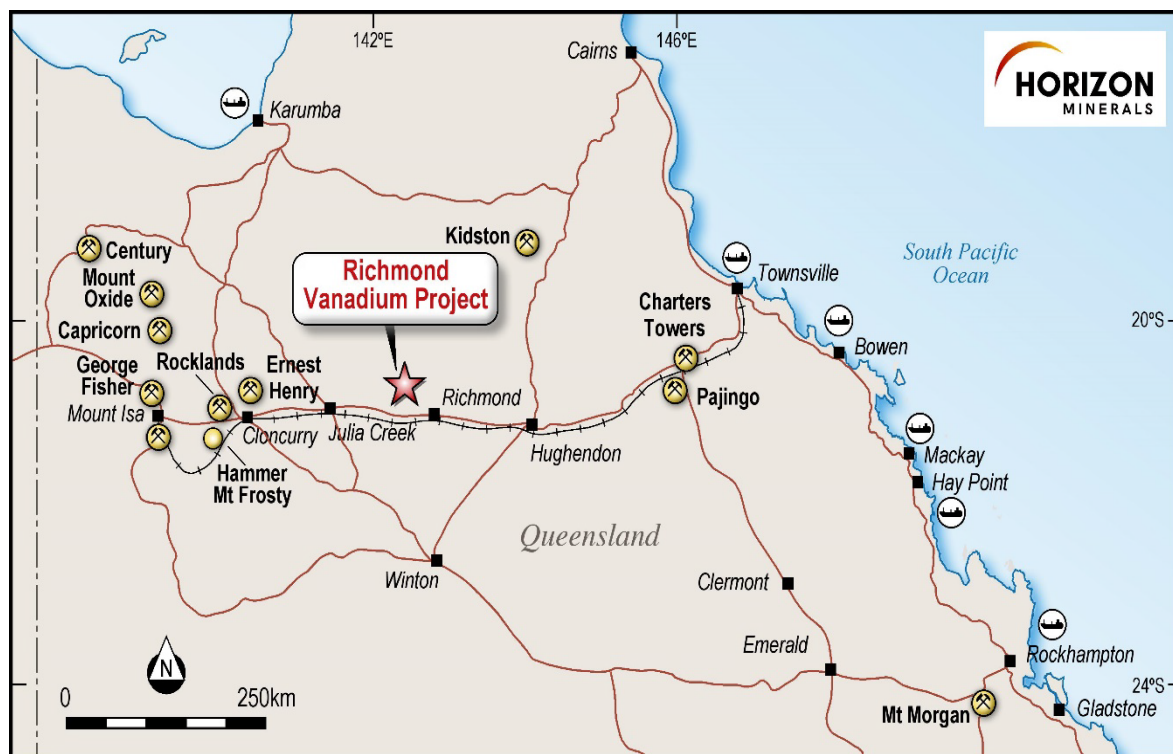 142ºE
146ºE
Cairns
HORIZON
MINERALS
Karumba
Kidston
Century
Mount
Oxide
Richmond
Vanadium Project
South Pacific
Ocean
Townsville
Capricorn
Charters
Towers
20ºS
Bowen
George
Fisher
Rocklands
Ernest
Henry
Richmond
Pajingo
Mount Isa
Cloncurry
Julia Creek
Hughendon
Mackay
Hay Point
Hammer
Mt Frosty
Queensland
Winton
Clermont
Emerald
Rockhampton
N
0
250km
24ºS
Mt Morgan
Gladstone